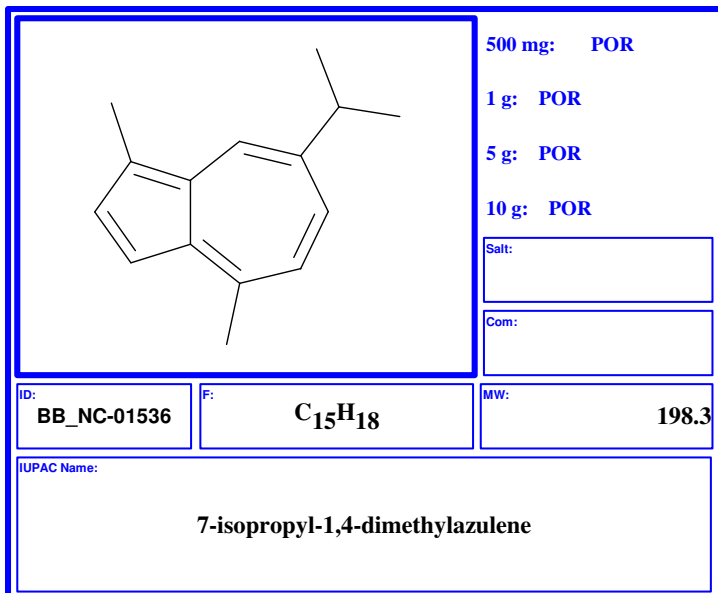 500 mg: POR
1 g: POR
5 g: POR
10 g: POR
Salt:
Com:
ID:
BB_NC-01536
F:
C15H18
MW:
198.3
IUPAC Name:
7-isopropyl-1,4-dimethylazulene